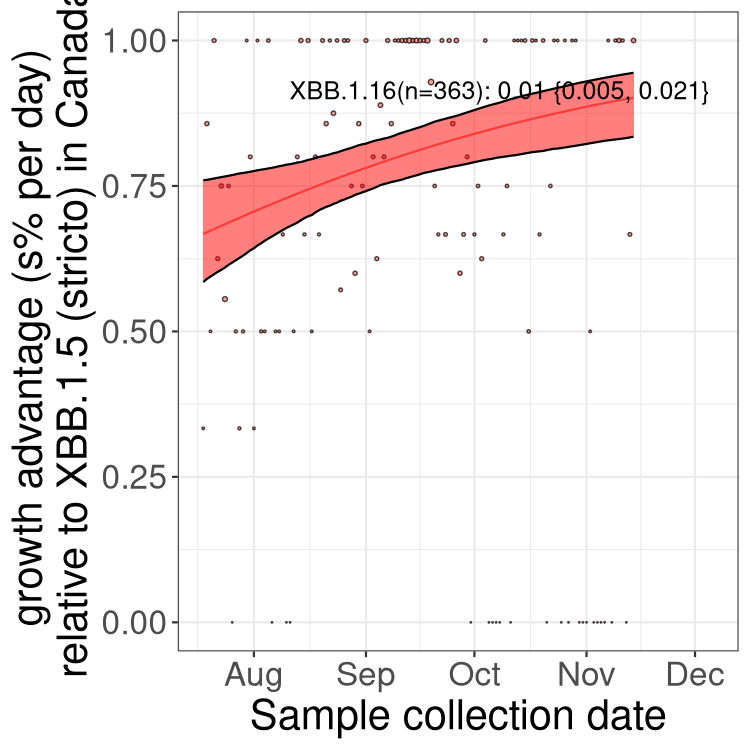 growth advantage (s% per day)
relative to XBB.1.5 (stricto) in Canada
1.00
0.75
0.50
0.25
0.00
XBB.1.16(n=363): 0.01 {0.005, 0.021}
Aug Sep Oct Nov Dec
Sample collection date